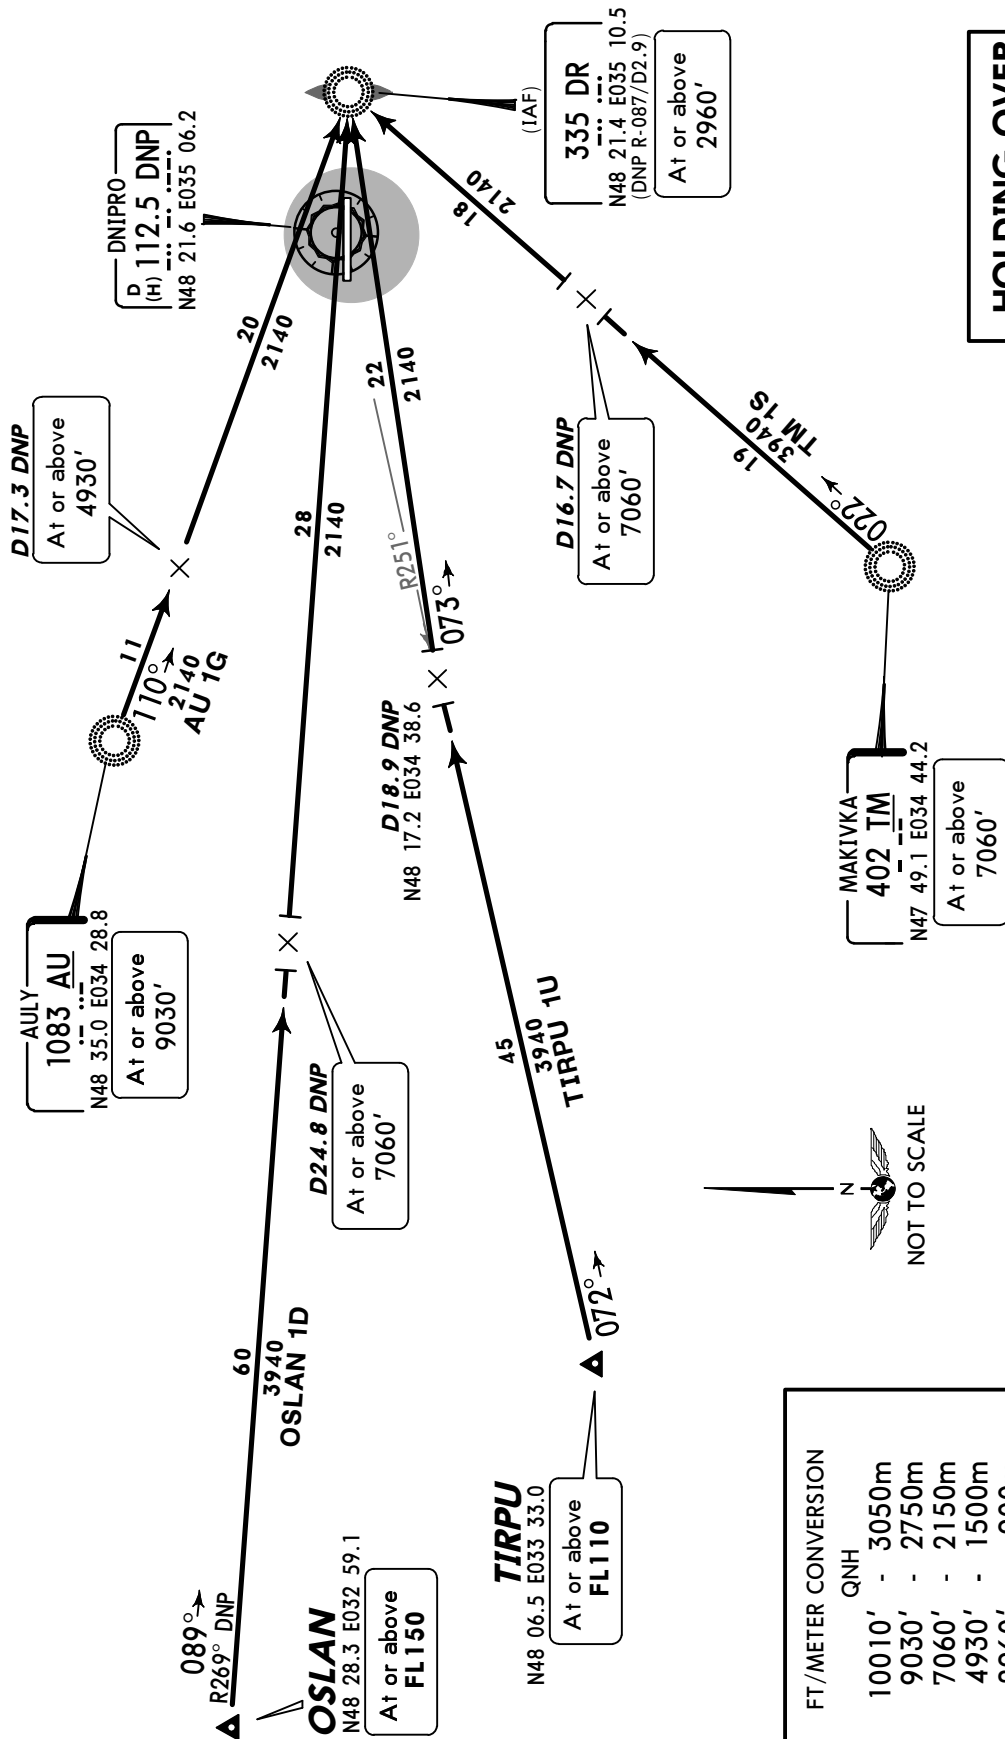 089°
R269° DNP
OSLAN
N48 28.3 E032 59.1
At or above
FL150
60
3940
OSLAN 1D
D24.8 DNP
At or above
7060'
28
2140
AULY
1083 AU
N48 35.0 E034 28.8
At or above
9030'
11
110°
2140
AU 1G
D17.3 DNP
At or above
4930'
20
2140
DNIPRO
D
(H) 112.5 DNP
N48 21.6 E035 06.2
(IAF)
335 DR
N48 21.4 E035 10.5
(DNP R-087/D2.9)
At or above
2960'
TIRPU
N48 06.5 E033 33.0
At or above
FL110
072°
45
3940
TIRPU 1U
D18.9 DNP
N48 17.2 E034 38.6
073°
R251°
22
2140
MAKIVKA
402 TM
N47 49.1 E034 44.2
At or above
7060'
022°
19
3940
TM 1S
D16.7 DNP
At or above
7060'
18
2140
N
NOT TO SCALE
FT/METER CONVERSION
QNH
10010' - 3050m
9030' - 2750m
7060' - 2150m
4930' - 1500m
HOLDING OVER